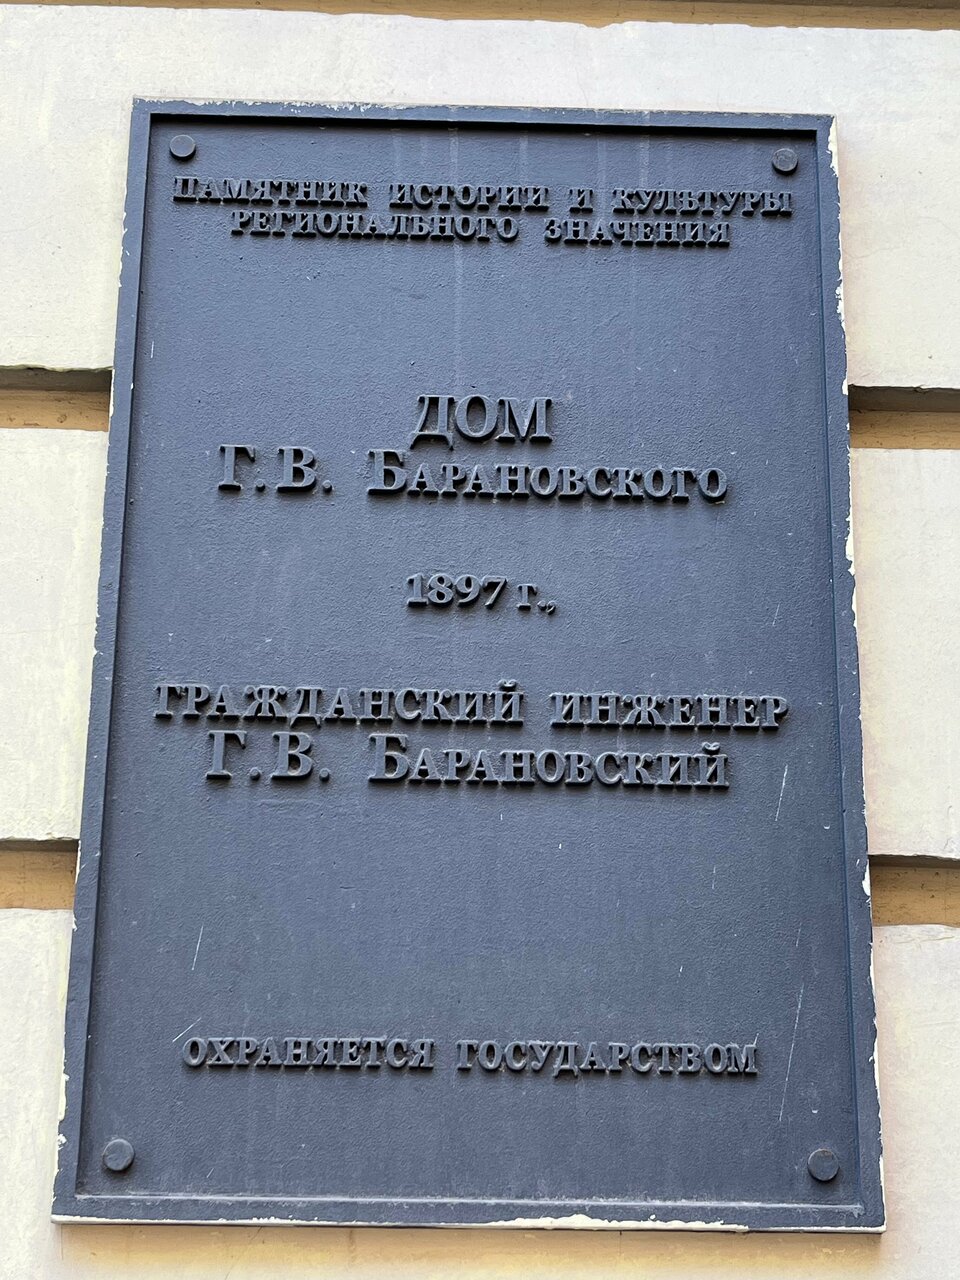 ПАМЯТНИК ИСТОРИИ И КУЛЬТУРЫ
РЕГИОНАЛЬНОГО ЗНАЧЕНИЯ
ДОМ
Г.В. БАРАНОВСКОГО
1897 г.,
ГРАЖДАНСКИЙ ИНЖЕНЕР
Г.В. БАРАНОВСКИЙ
ОХРАНЯЕТСЯ ГОСУДАРСТВОМ